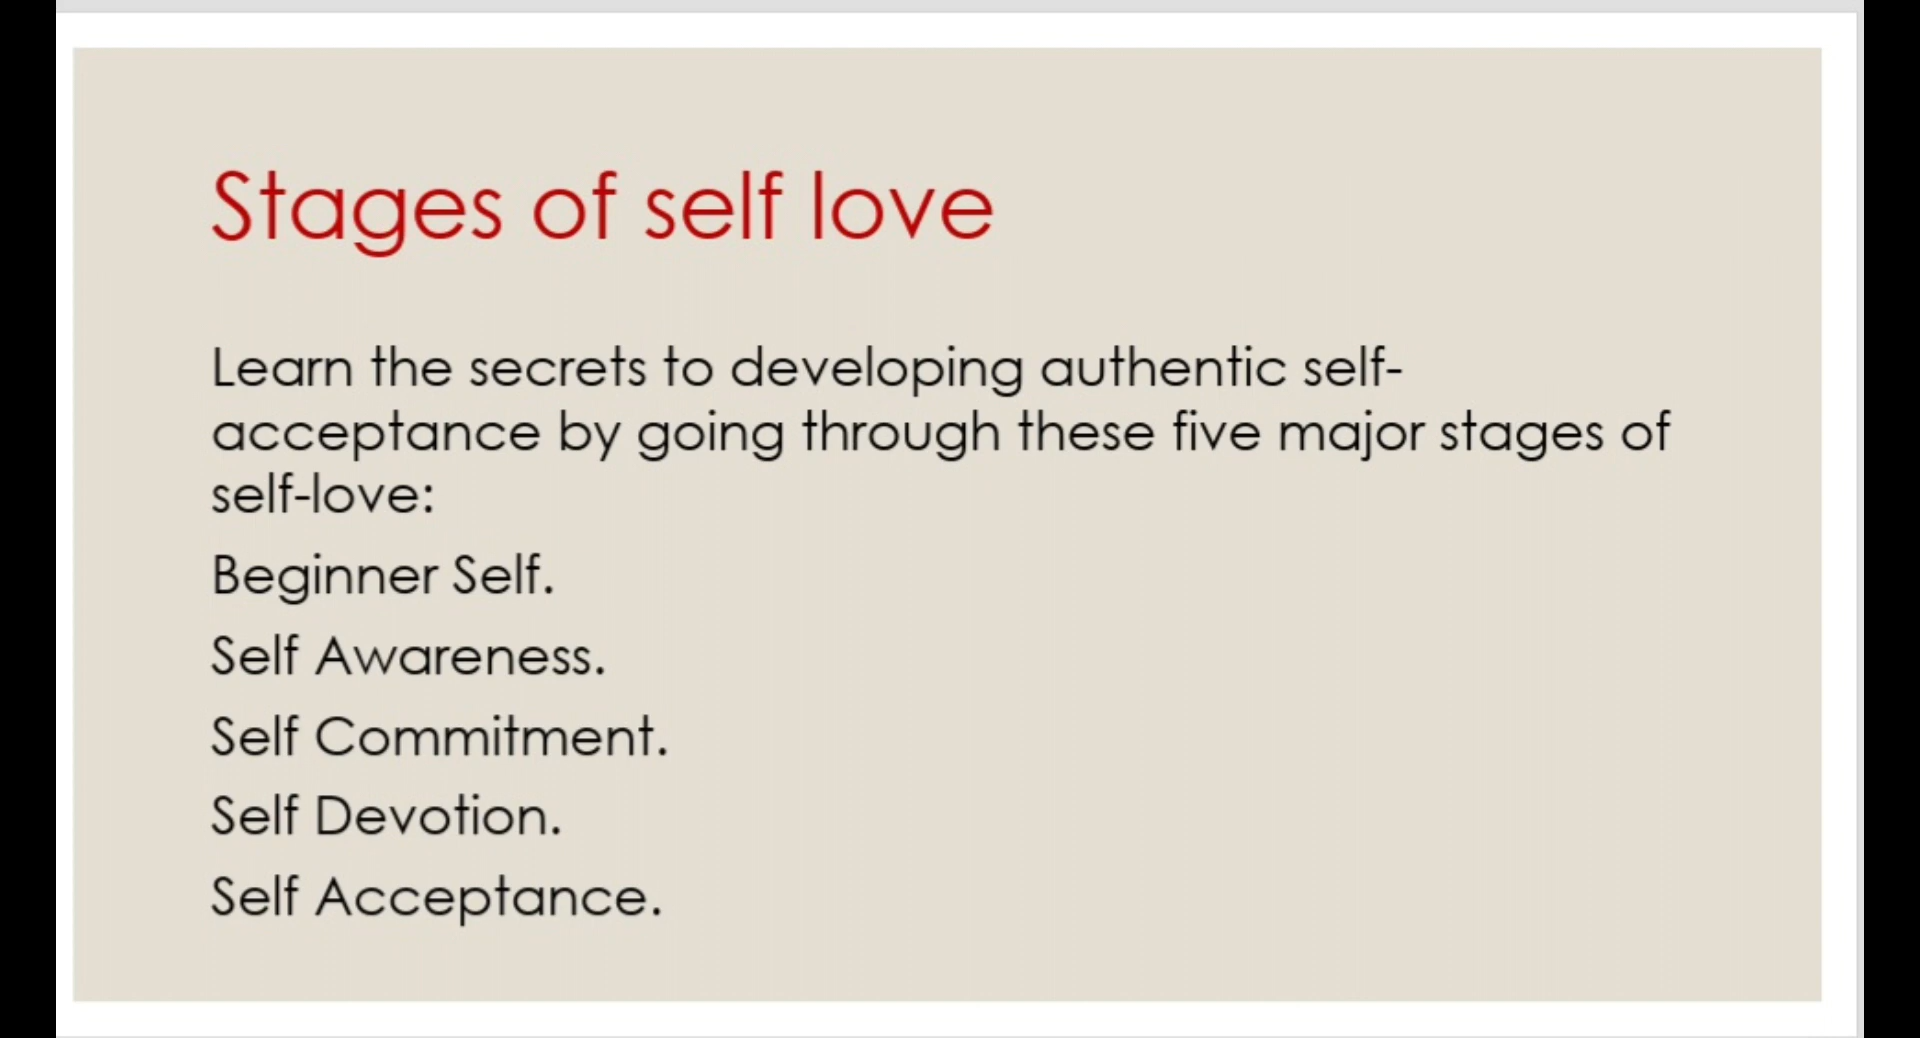 Stages of self love
Learn the secrets to developing authentic self-
acceptance by going through these five major stages of
self-love:
Beginner Self.
Self Awareness.
Self Commitment.
Self Devotion.
Self Acceptance.